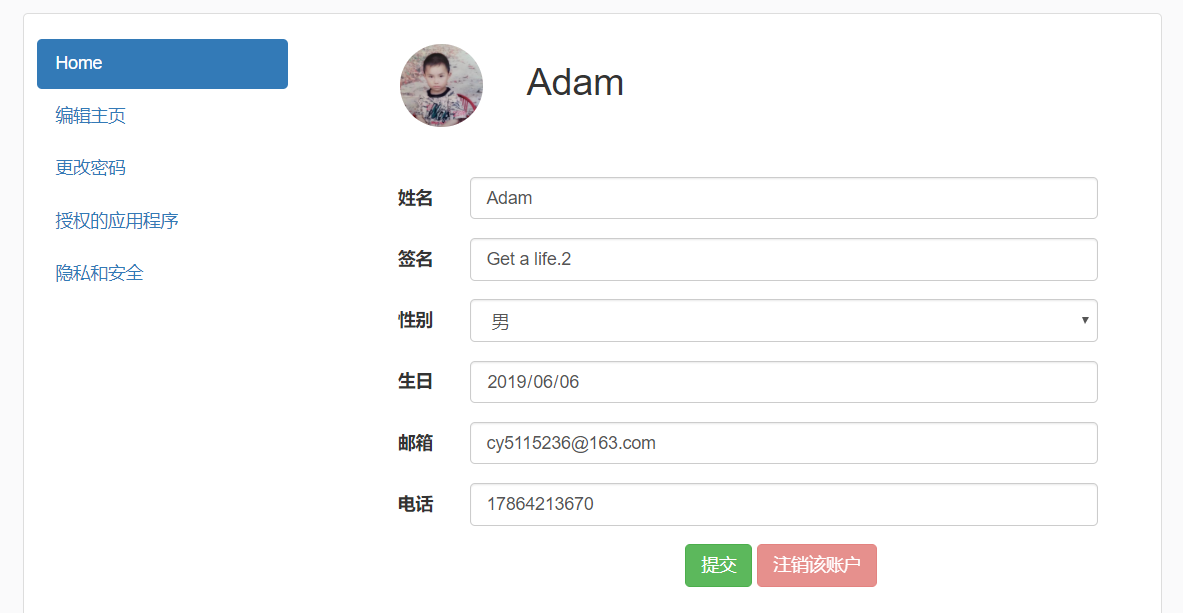 Home
编辑主页
更改密码
授权的应用程序
隐私和安全
Adam
姓名 Adam
签名 Get a life.2
性别 男
生日 2019/06/06
邮箱 cy5115236@163.com
电话 17864213670
提交 注销该账户